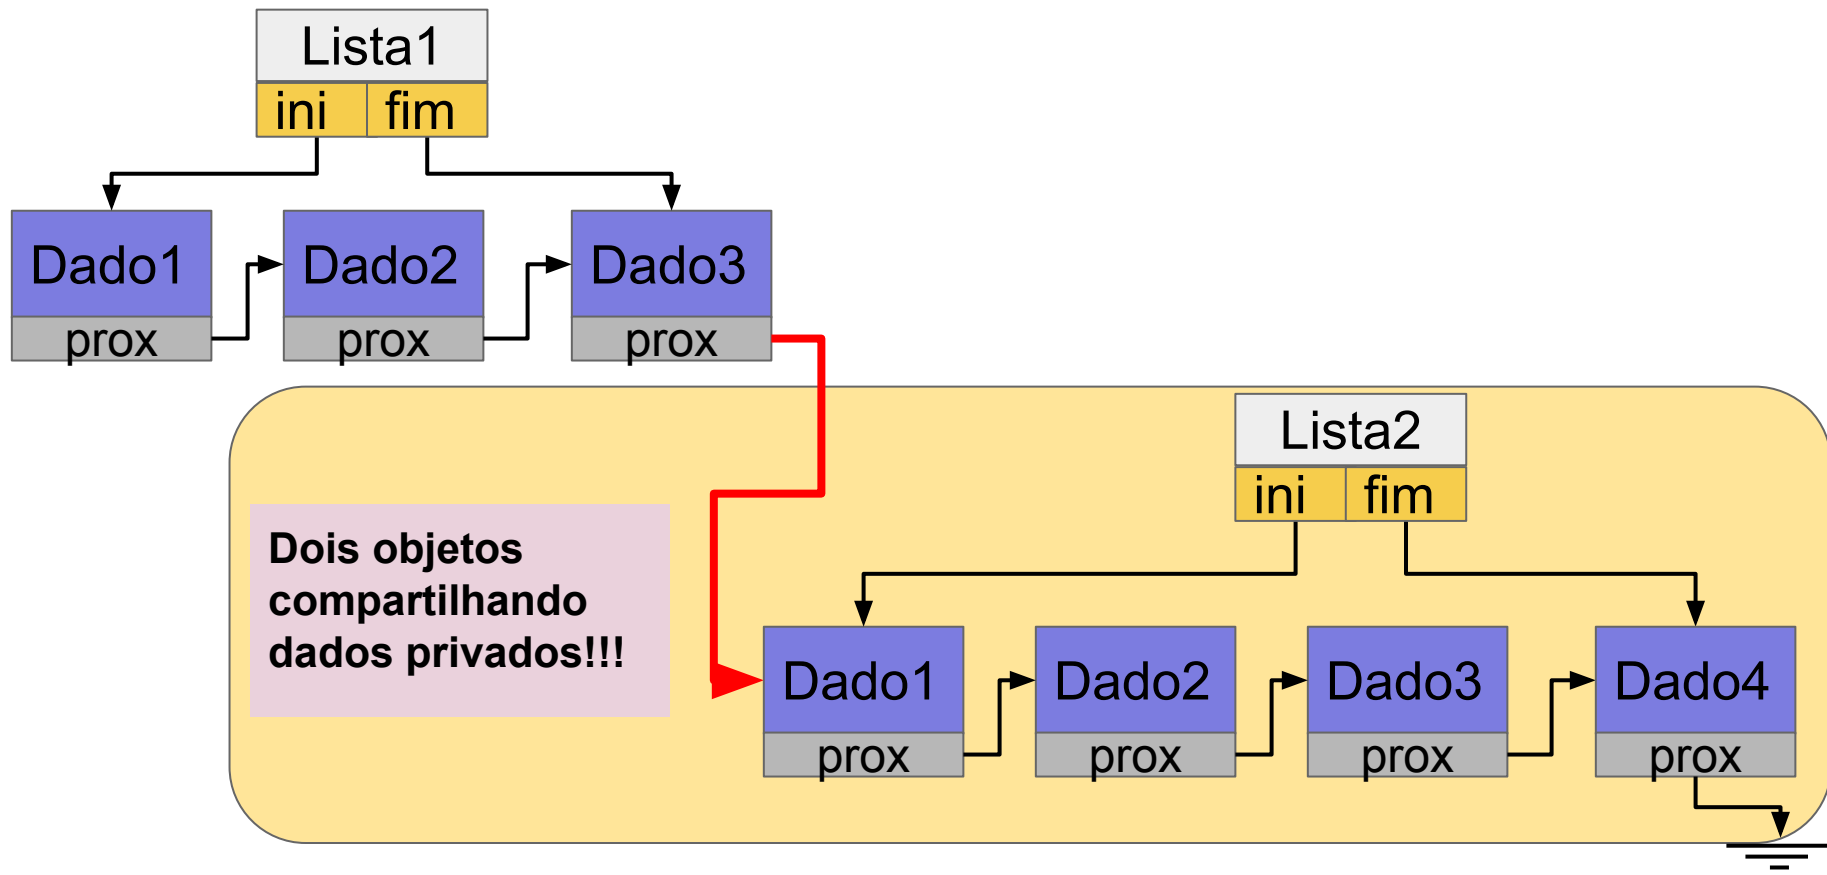 Lista1
ini fim
Dado1 Dado2 Dado3
prox prox prox
Lista2
ini fim
Dois objetos
compartilhando
dados privados!!!
Dado1 Dado2 Dado3 Dado4
prox prox prox prox